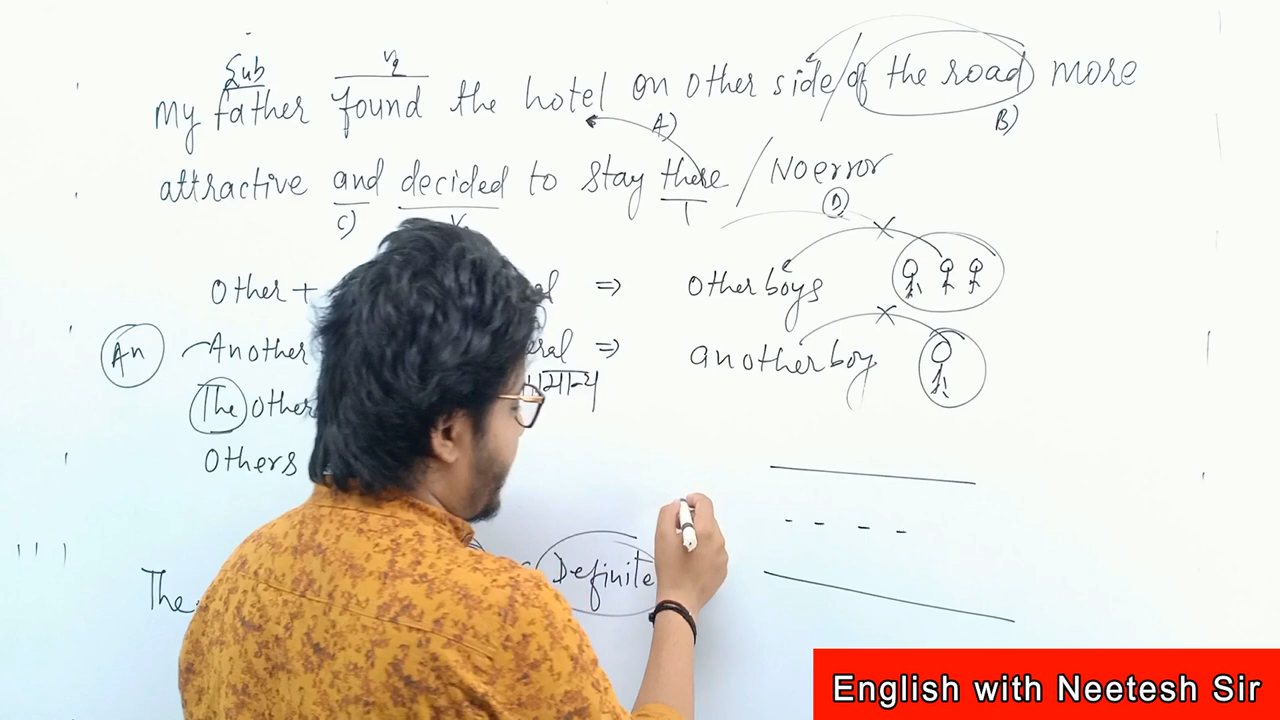 Sub V2
My father found the hotel on other side / of the road more
A) B)
attractive and decided to stay there / No error
C) D)
Other + ⇒ other boys
An Another ⇒ another boy
The other
Others
The Definite
English with Neetesh Sir